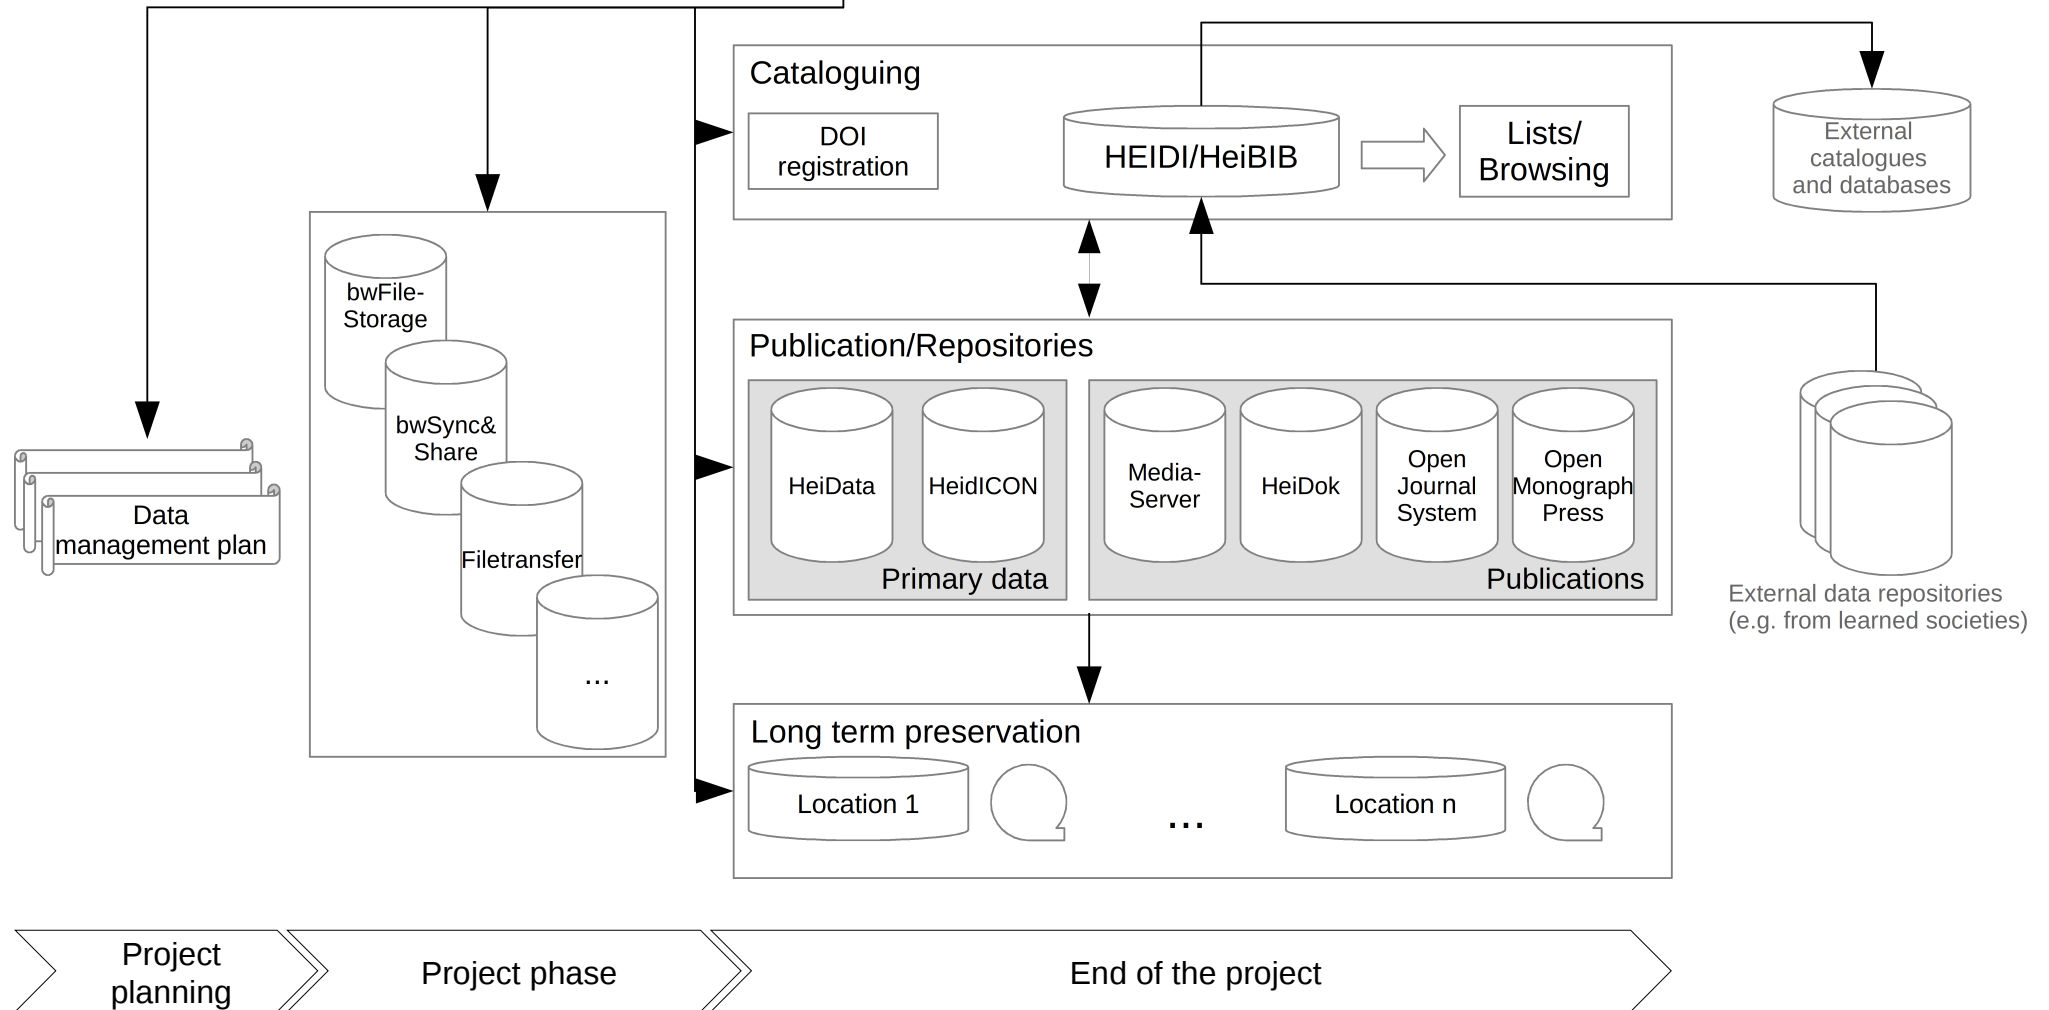 Cataloguing
DOI
registration
HEIDI/HeiBIB
Lists/
Browsing
External
catalogues
and databases
bwFile-
Storage
bwSync&
Share
Filetransfer
...
Publication/Repositories
HeiData
HeidICON
Primary data
Media-
Server
HeiDok
Open
Journal
System
Open
Monograph
Press
Publications
Data
management plan
External data repositories
(e.g. from learned societies)
Long term preservation
Location 1
...
Location n
Project
planning
Project phase
End of the project